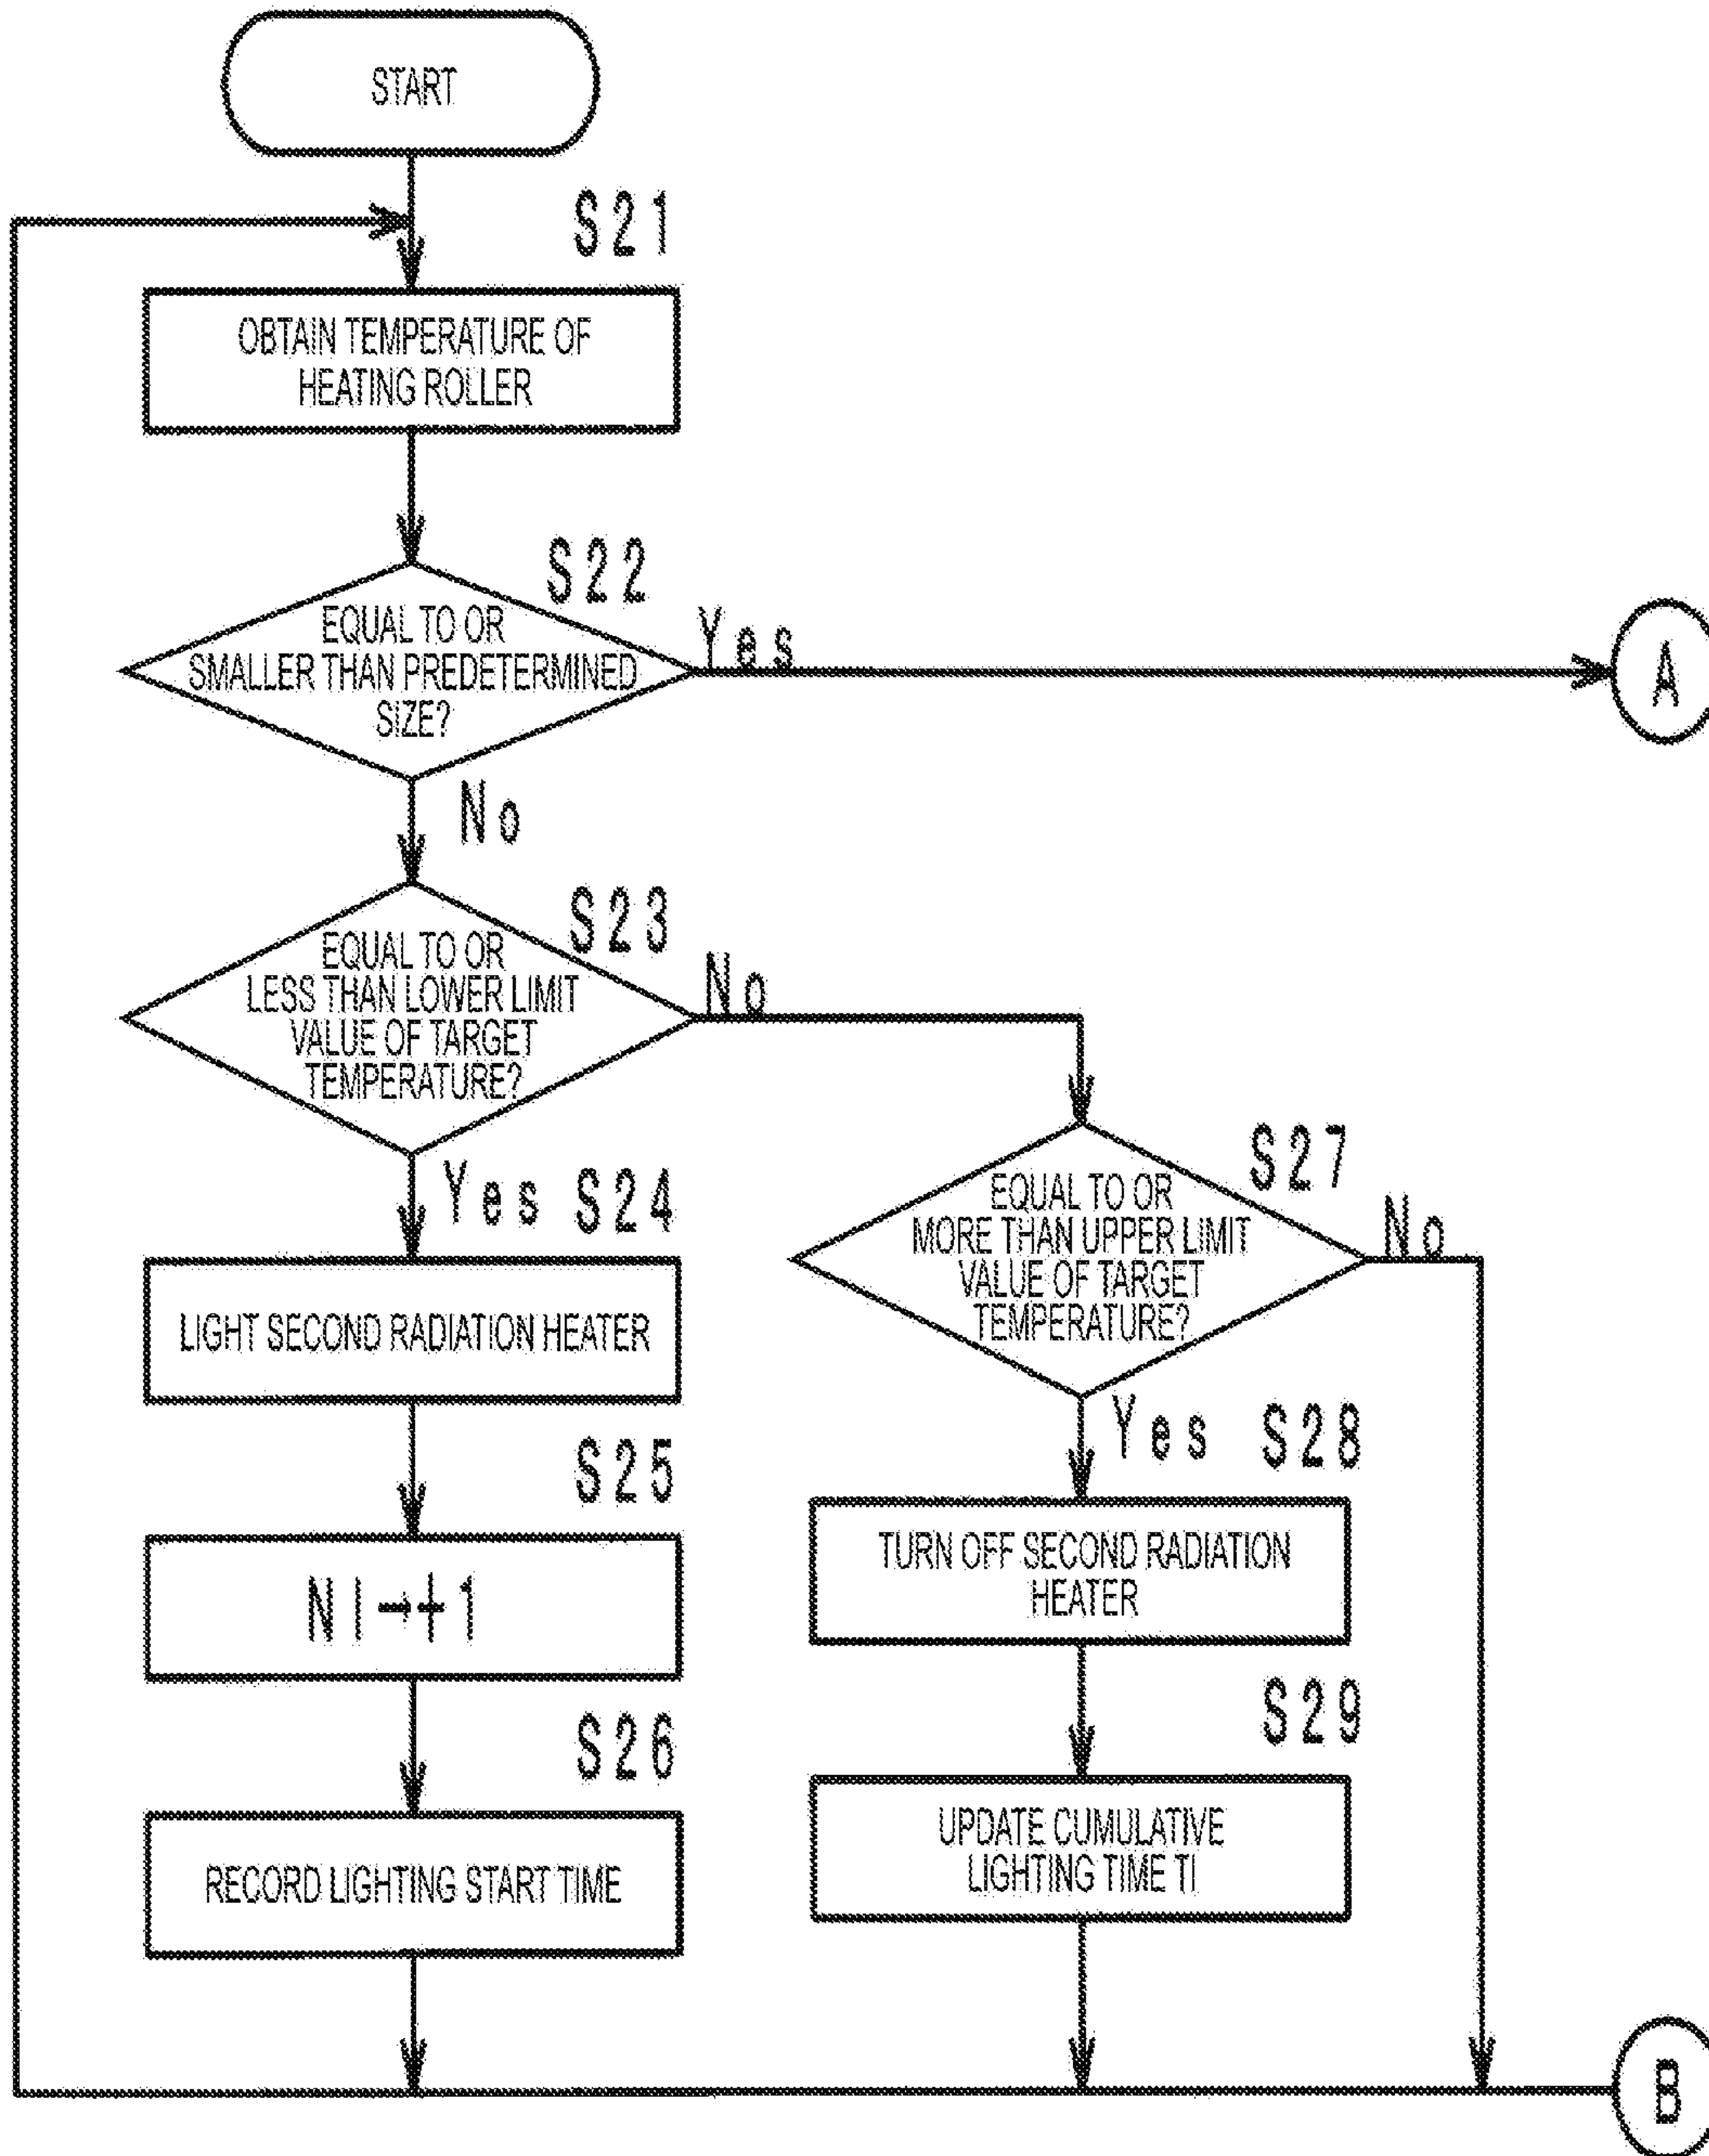 START
S21
OBTAIN TEMPERATURE OF
HEATING ROLLER
S22
EQUAL TO OR
SMALLER THAN PREDETERMINED
SIZE?
Yes
A
No
S23
EQUAL TO OR
LESS THAN LOWER LIMIT
VALUE OF TARGET
TEMPERATURE?
No
Yes S24
LIGHT SECOND RADIATION HEATER
S25
Nl→+1
S26
RECORD LIGHTING START TIME
S27
EQUAL TO OR
MORE THAN UPPER LIMIT
VALUE OF TARGET
TEMPERATURE?
No
Yes S28
TURN OFF SECOND RADIATION
HEATER
S29
UPDATE CUMULATIVE
LIGHTING TIME Tl
B